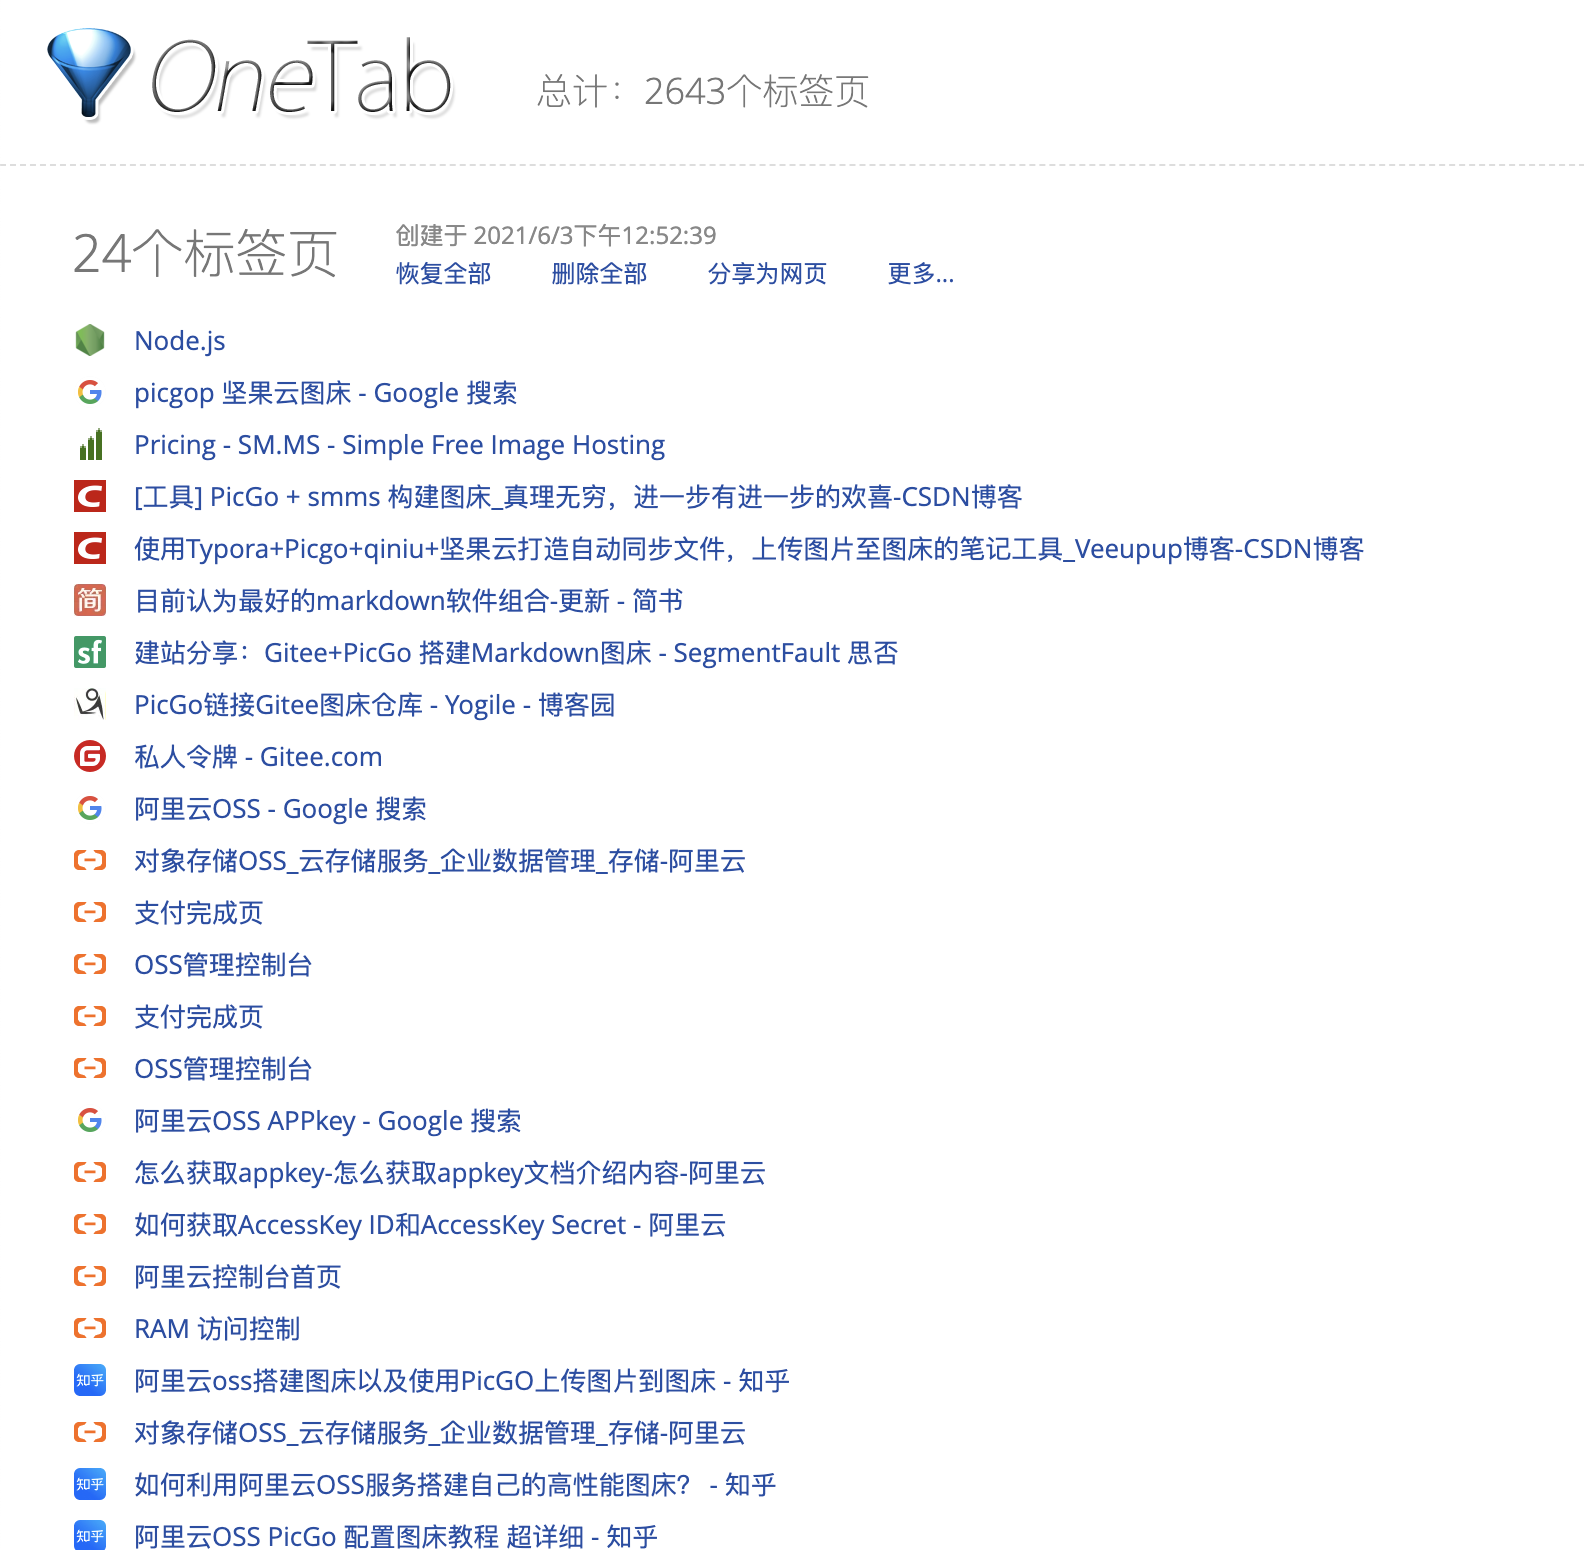 OneTab
总计：2643个标签页
24个标签页
创建于 2021/6/3下午12:52:39
恢复全部 删除全部 分享为网页 更多...
Node.js
picgop 坚果云图床 - Google 搜索
Pricing - SM.MS - Simple Free Image Hosting
[工具] PicGo + smms 构建图床_真理无穷，进一步有进一步的欢喜-CSDN博客
使用Typora+Picgo+qiniu+坚果云打造自动同步文件，上传图片至图床的笔记工具_Veeupup博客-CSDN博客
简 目前认为最好的markdown软件组合-更新 - 简书
sf 建站分享：Gitee+PicGo 搭建Markdown图床 - SegmentFault 思否
PicGo链接Gitee图床仓库 - Yogile - 博客园
私人令牌 - Gitee.com
阿里云OSS - Google 搜索
对象存储OSS_云存储服务_企业数据管理_存储-阿里云
支付完成页
OSS管理控制台
支付完成页
OSS管理控制台
阿里云OSS APPkey - Google 搜索
怎么获取appkey-怎么获取appkey文档介绍内容-阿里云
如何获取AccessKey ID和AccessKey Secret - 阿里云
阿里云控制台首页
RAM 访问控制
知乎 阿里云oss搭建图床以及使用PicGO上传图片到图床 - 知乎
对象存储OSS_云存储服务_企业数据管理_存储-阿里云
知乎 如何利用阿里云OSS服务搭建自己的高性能图床？ - 知乎
知乎 阿里云OSS PicGo 配置图床教程 超详细 - 知乎